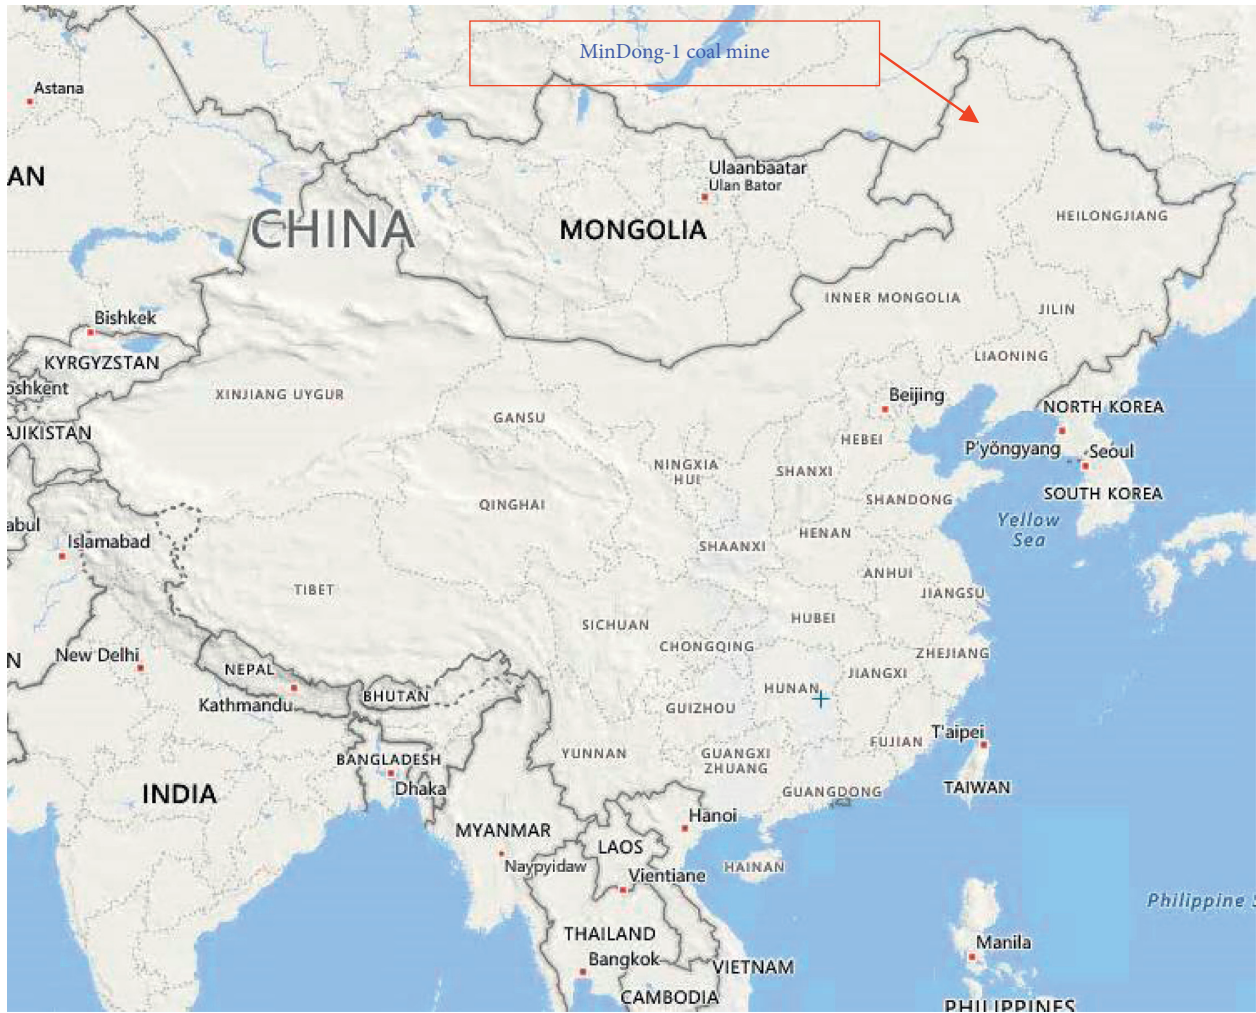 MinDong-1 coal mine
Astana
AN
Ulaanbaatar
Ulan Bator
CHINA
MONGOLIA
HEILONGJIANG
INNER MONGOLIA
JILIN
Bishkek
KYRGYZSTAN
LIAONING
oshkent
XINJIANG UYGUR
Beijing
NORTH KOREA
GANSU
AJIKISTAN
HEBEI
P'yŏngyang
Seoul
NINGXIA
HUI
SHANXI
SOUTH KOREA
QINGHAI
SHANDONG
abul
Yellow
Sea
Islamabad
HENAN
SHAANXI
ANHUI
TIBET
JIANGSU
SICHUAN
HUBEI
CHONGQING
ZHEJIANG
N
New Delhi
NEPAL
JIANGXI
BHUTAN
HUNAN
Kathmandu
GUIZHOU
T'aipei
FUJIAN
YUNNAN
GUANGXI
ZHUANG
BANGLADESH
Dhaka
INDIA
GUANGDONG
TAIWAN
Hanoi
MYANMAR
LAOS
Naypyidaw
HAINAN
Vientiane
Philippine S
THAILAND
Manila
Bangkok
VIETNAM
CAMBODIA
PHILIPPINES